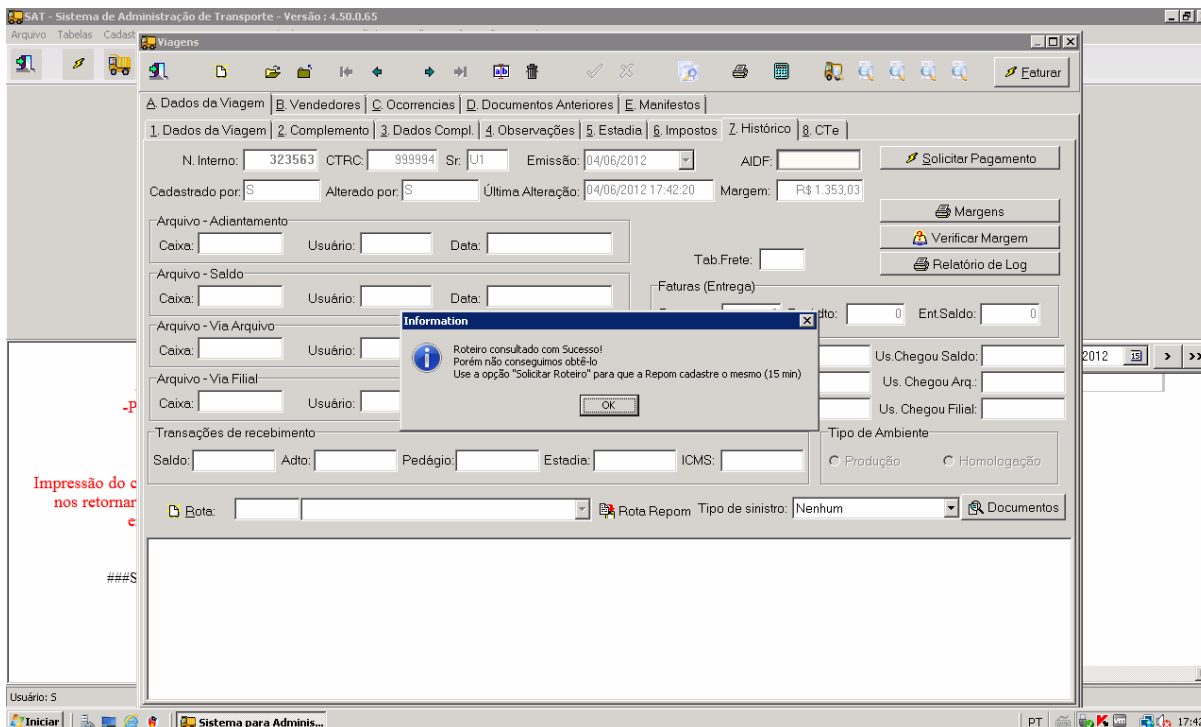 SAT - Sistema de Administração de Transporte - Versão : 4.50.0.65
Arquivo Tabelas Cadast
Viagens
Faturar
A. Dados da Viagem B. Vendedores C. Ocorrencias D. Documentos Anteriores E. Manifestos
1. Dados da Viagem 2. Complemento 3. Dados Compl. 4. Observações 5. Estadia 6. Impostos 7. Histórico 8. CTe
N. Interno: 323563 CTRC: 999994 Sr: U1 Emissão: 04/06/2012 AIDF: Solicitar Pagamento
Cadastrado por: S Alterado por: S Última Alteração: 04/06/2012 17:42:20 Margem: R$ 1.353,03
Margens
Arquivo - Adiantamento
Caixa: Usuário: Data: Verificar Margem
Tab.Frete: Relatório de Log
Arquivo - Saldo
Caixa: Usuário: Data:
Faturas (Entrega)
dto: 0 Ent.Saldo: 0
Information
Roteiro consultado com Sucesso!
Porém não conseguimos obtê-lo
Use a opção "Solicitar Roteiro" para que a Repom cadastre o mesmo (15 min)
OK
Arquivo - Via Arquivo
Caixa: Usuário: Us.Chegou Saldo: 2012 15 > >>
Arquivo - Via Filial
Us. Chegou Arq.:
Caixa: Usuário: Us. Chegou Filial:
-P
Transações de recebimento
Saldo: Adto: Pedágio: Estadia: ICMS:
Tipo de Ambiente
Produção Homologação
Impressão do c
nos retornar
e
Rota: Rota Repom Tipo de sinistro: Nenhum Documentos
###S
Usuário: S
Iniciar Sistema para Adminis... PT